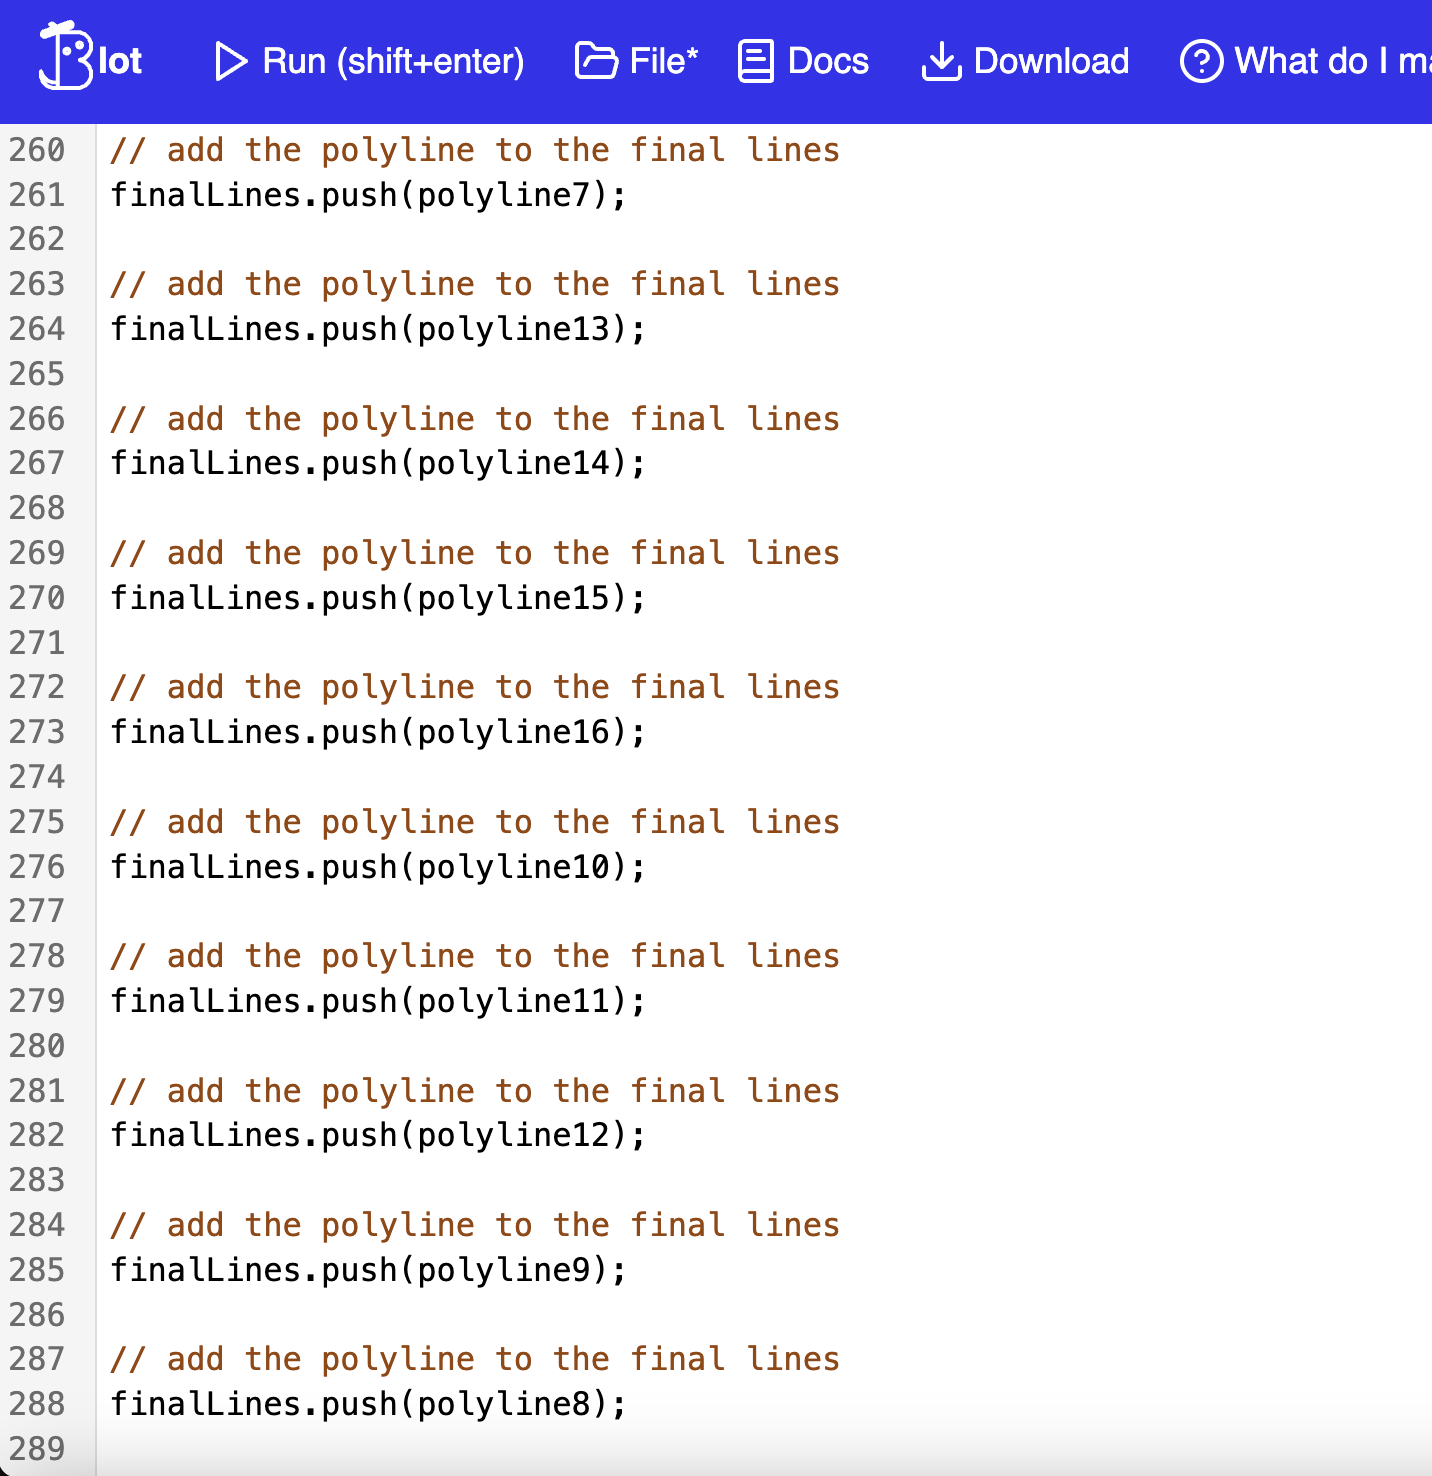 Blot Run (shift+enter) File* Docs Download What do I
260 // add the polyline to the final lines
261 finalLines.push(polyline7);
262
263 // add the polyline to the final lines
264 finalLines.push(polyline13);
265
266 // add the polyline to the final lines
267 finalLines.push(polyline14);
268
269 // add the polyline to the final lines
270 finalLines.push(polyline15);
271
272 // add the polyline to the final lines
273 finalLines.push(polyline16);
274
275 // add the polyline to the final lines
276 finalLines.push(polyline10);
277
278 // add the polyline to the final lines
279 finalLines.push(polyline11);
280
281 // add the polyline to the final lines
282 finalLines.push(polyline12);
283
284 // add the polyline to the final lines
285 finalLines.push(polyline9);
286
287 // add the polyline to the final lines
288 finalLines.push(polyline8);
289